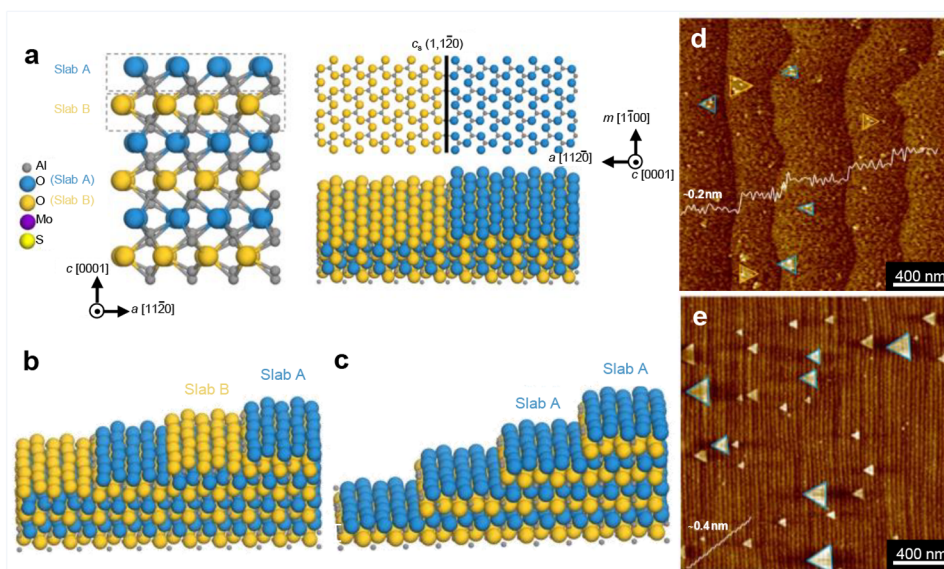 a
Slab A
Slab B
Al
O (Slab A)
O (Slab B)
Mo
S
c [0001]
a [112̄0]
cₛ (1,12̄0)
m [11̄00]
a [112̄0]
c [0001]
b
Slab B
Slab A
c
Slab A
Slab A
d
~0.2nm
400 nm
e
~0.4nm
400 nm